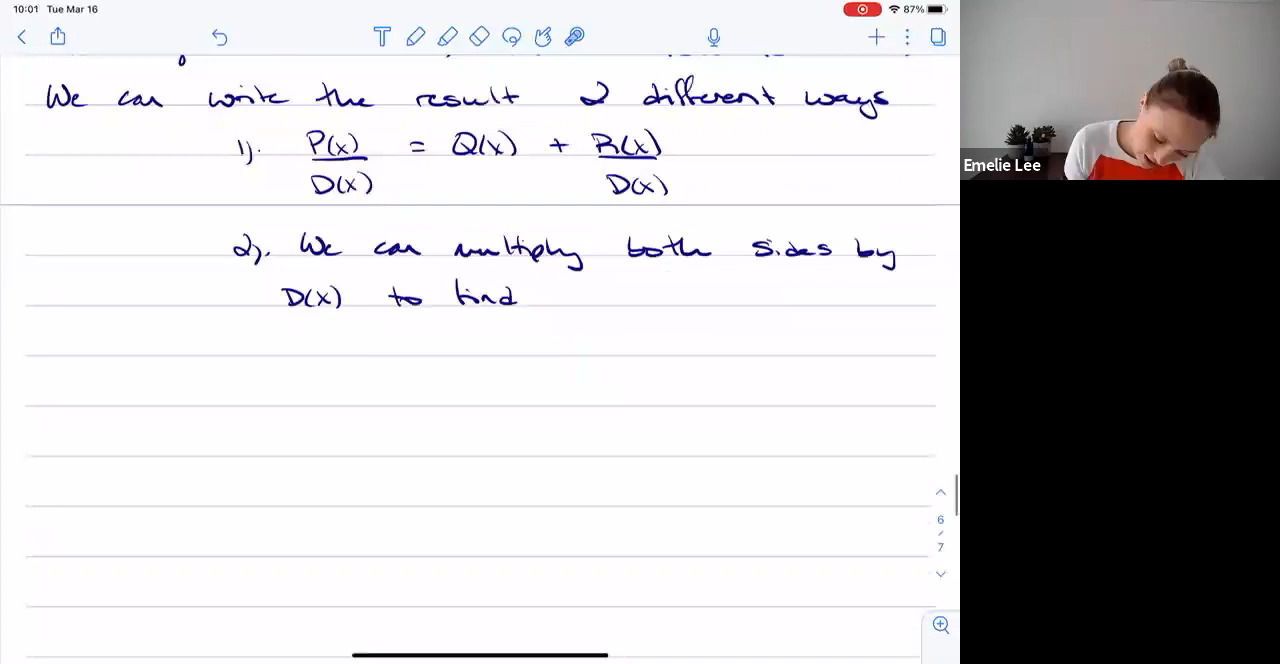 10:01 Tue Mar 16
87%
We can write the result 2 different ways
1). P(x)/D(x) = Q(x) + R(x)/D(x)
2). We can multiply both sides by
D(x) to find
6
/
7
Emelie Lee